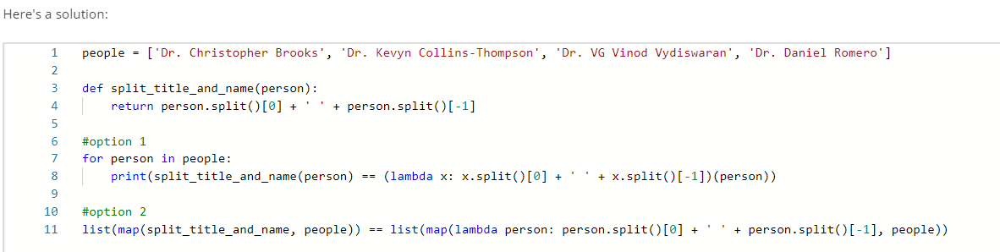 Here's a solution:
1 people = ['Dr. Christopher Brooks', 'Dr. Kevyn Collins-Thompson', 'Dr. VG Vinod Vydiswaran', 'Dr. Daniel Romero']
2
3 def split_title_and_name(person):
4     return person.split()[0] + ' ' + person.split()[-1]
5
6 #option 1
7 for person in people:
8     print(split_title_and_name(person) == (lambda x: x.split()[0] + ' ' + x.split()[-1])(person))
9
10 #option 2
11 list(map(split_title_and_name, people)) == list(map(lambda person: person.split()[0] + ' ' + person.split()[-1], people))